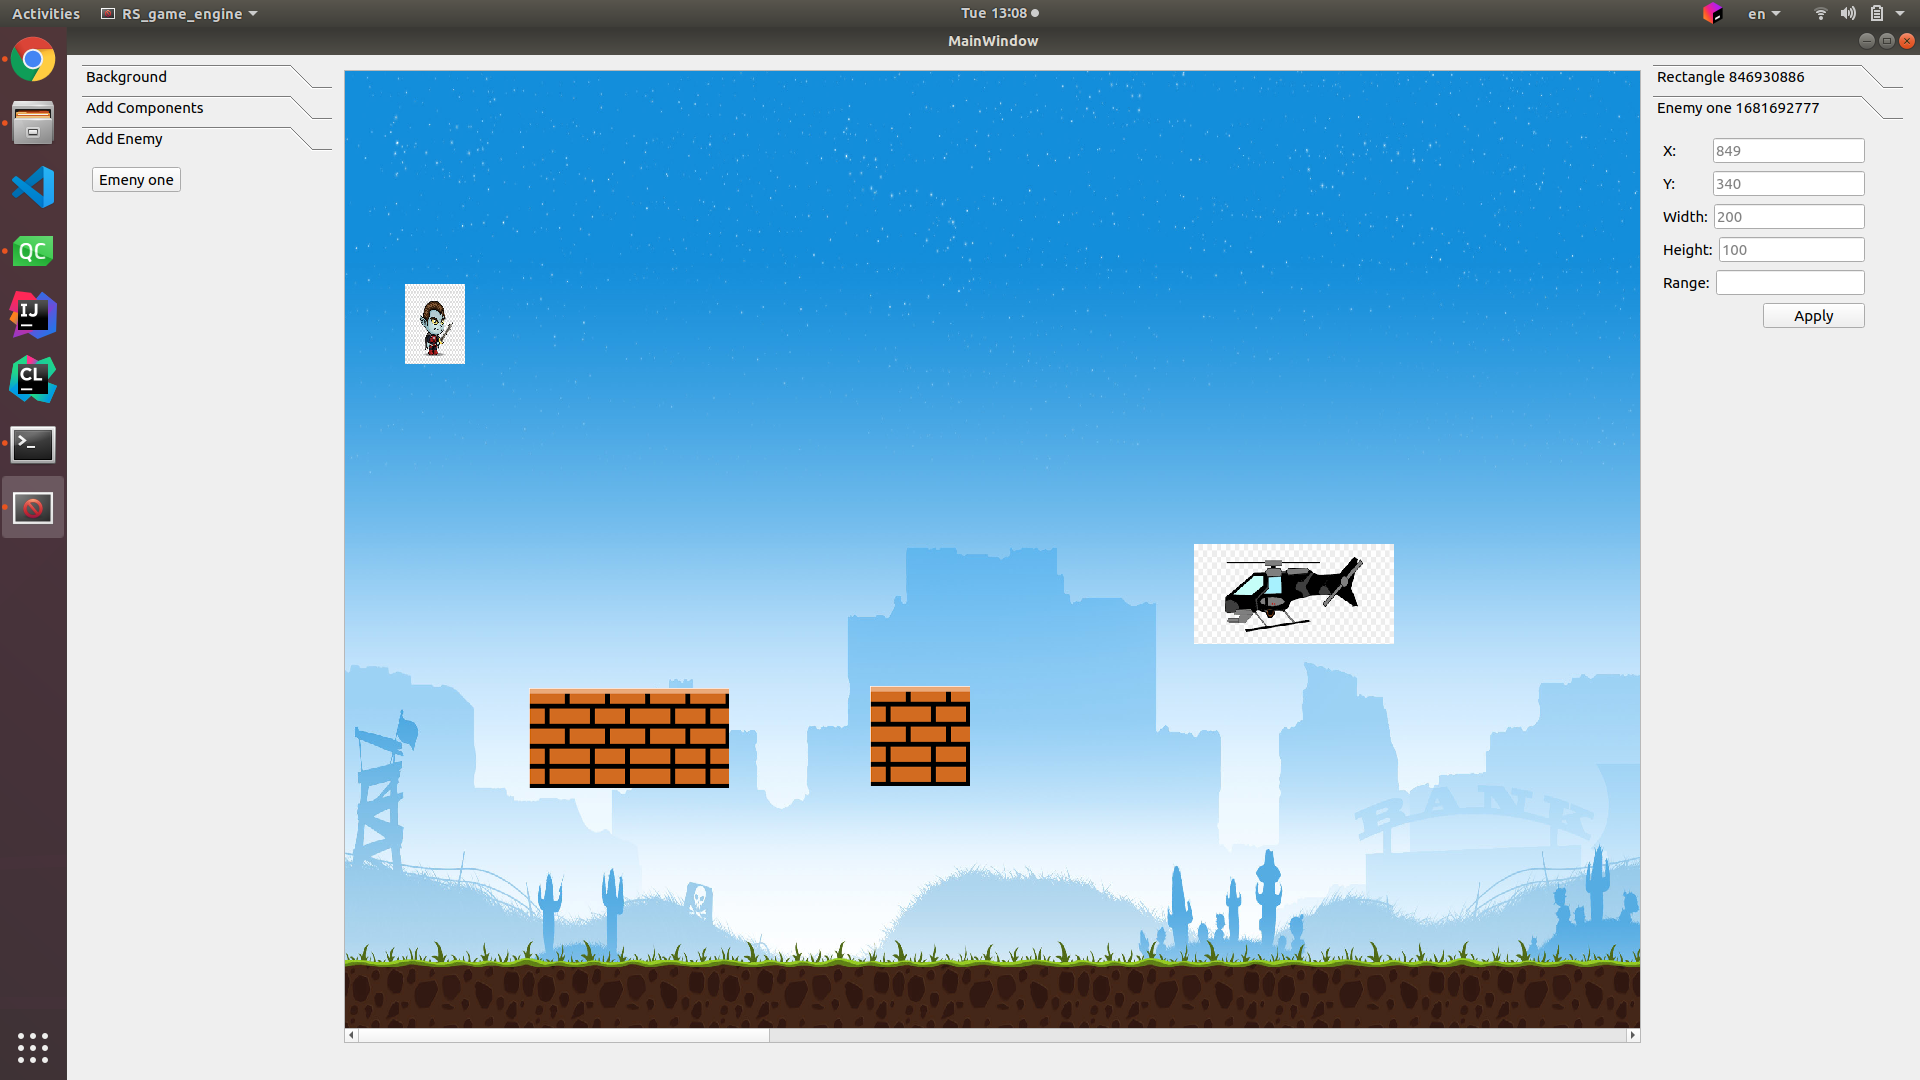 Activities RS_game_engine Tue 13:08 en
MainWindow
Background
Add Components
Add Enemy
Emeny one
Rectangle 846930886
Enemy one 1681692777
X: 849
Y: 340
Width: 200
Height: 100
Range:
Apply
QC
IJ
CL
>_
BANK